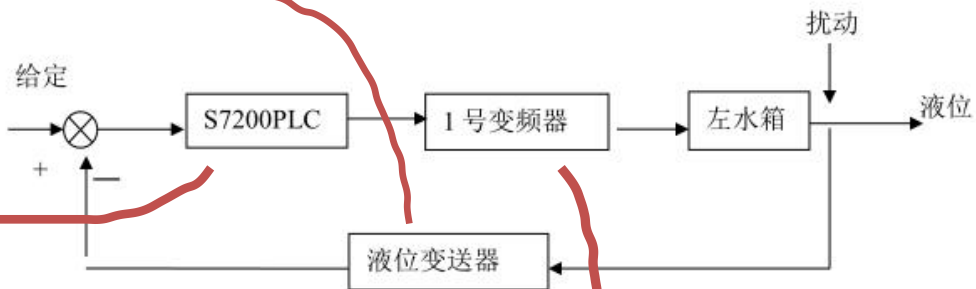 扰动
给定
S7200PLC
1号变频器
左水箱
液位
+
—
液位变送器